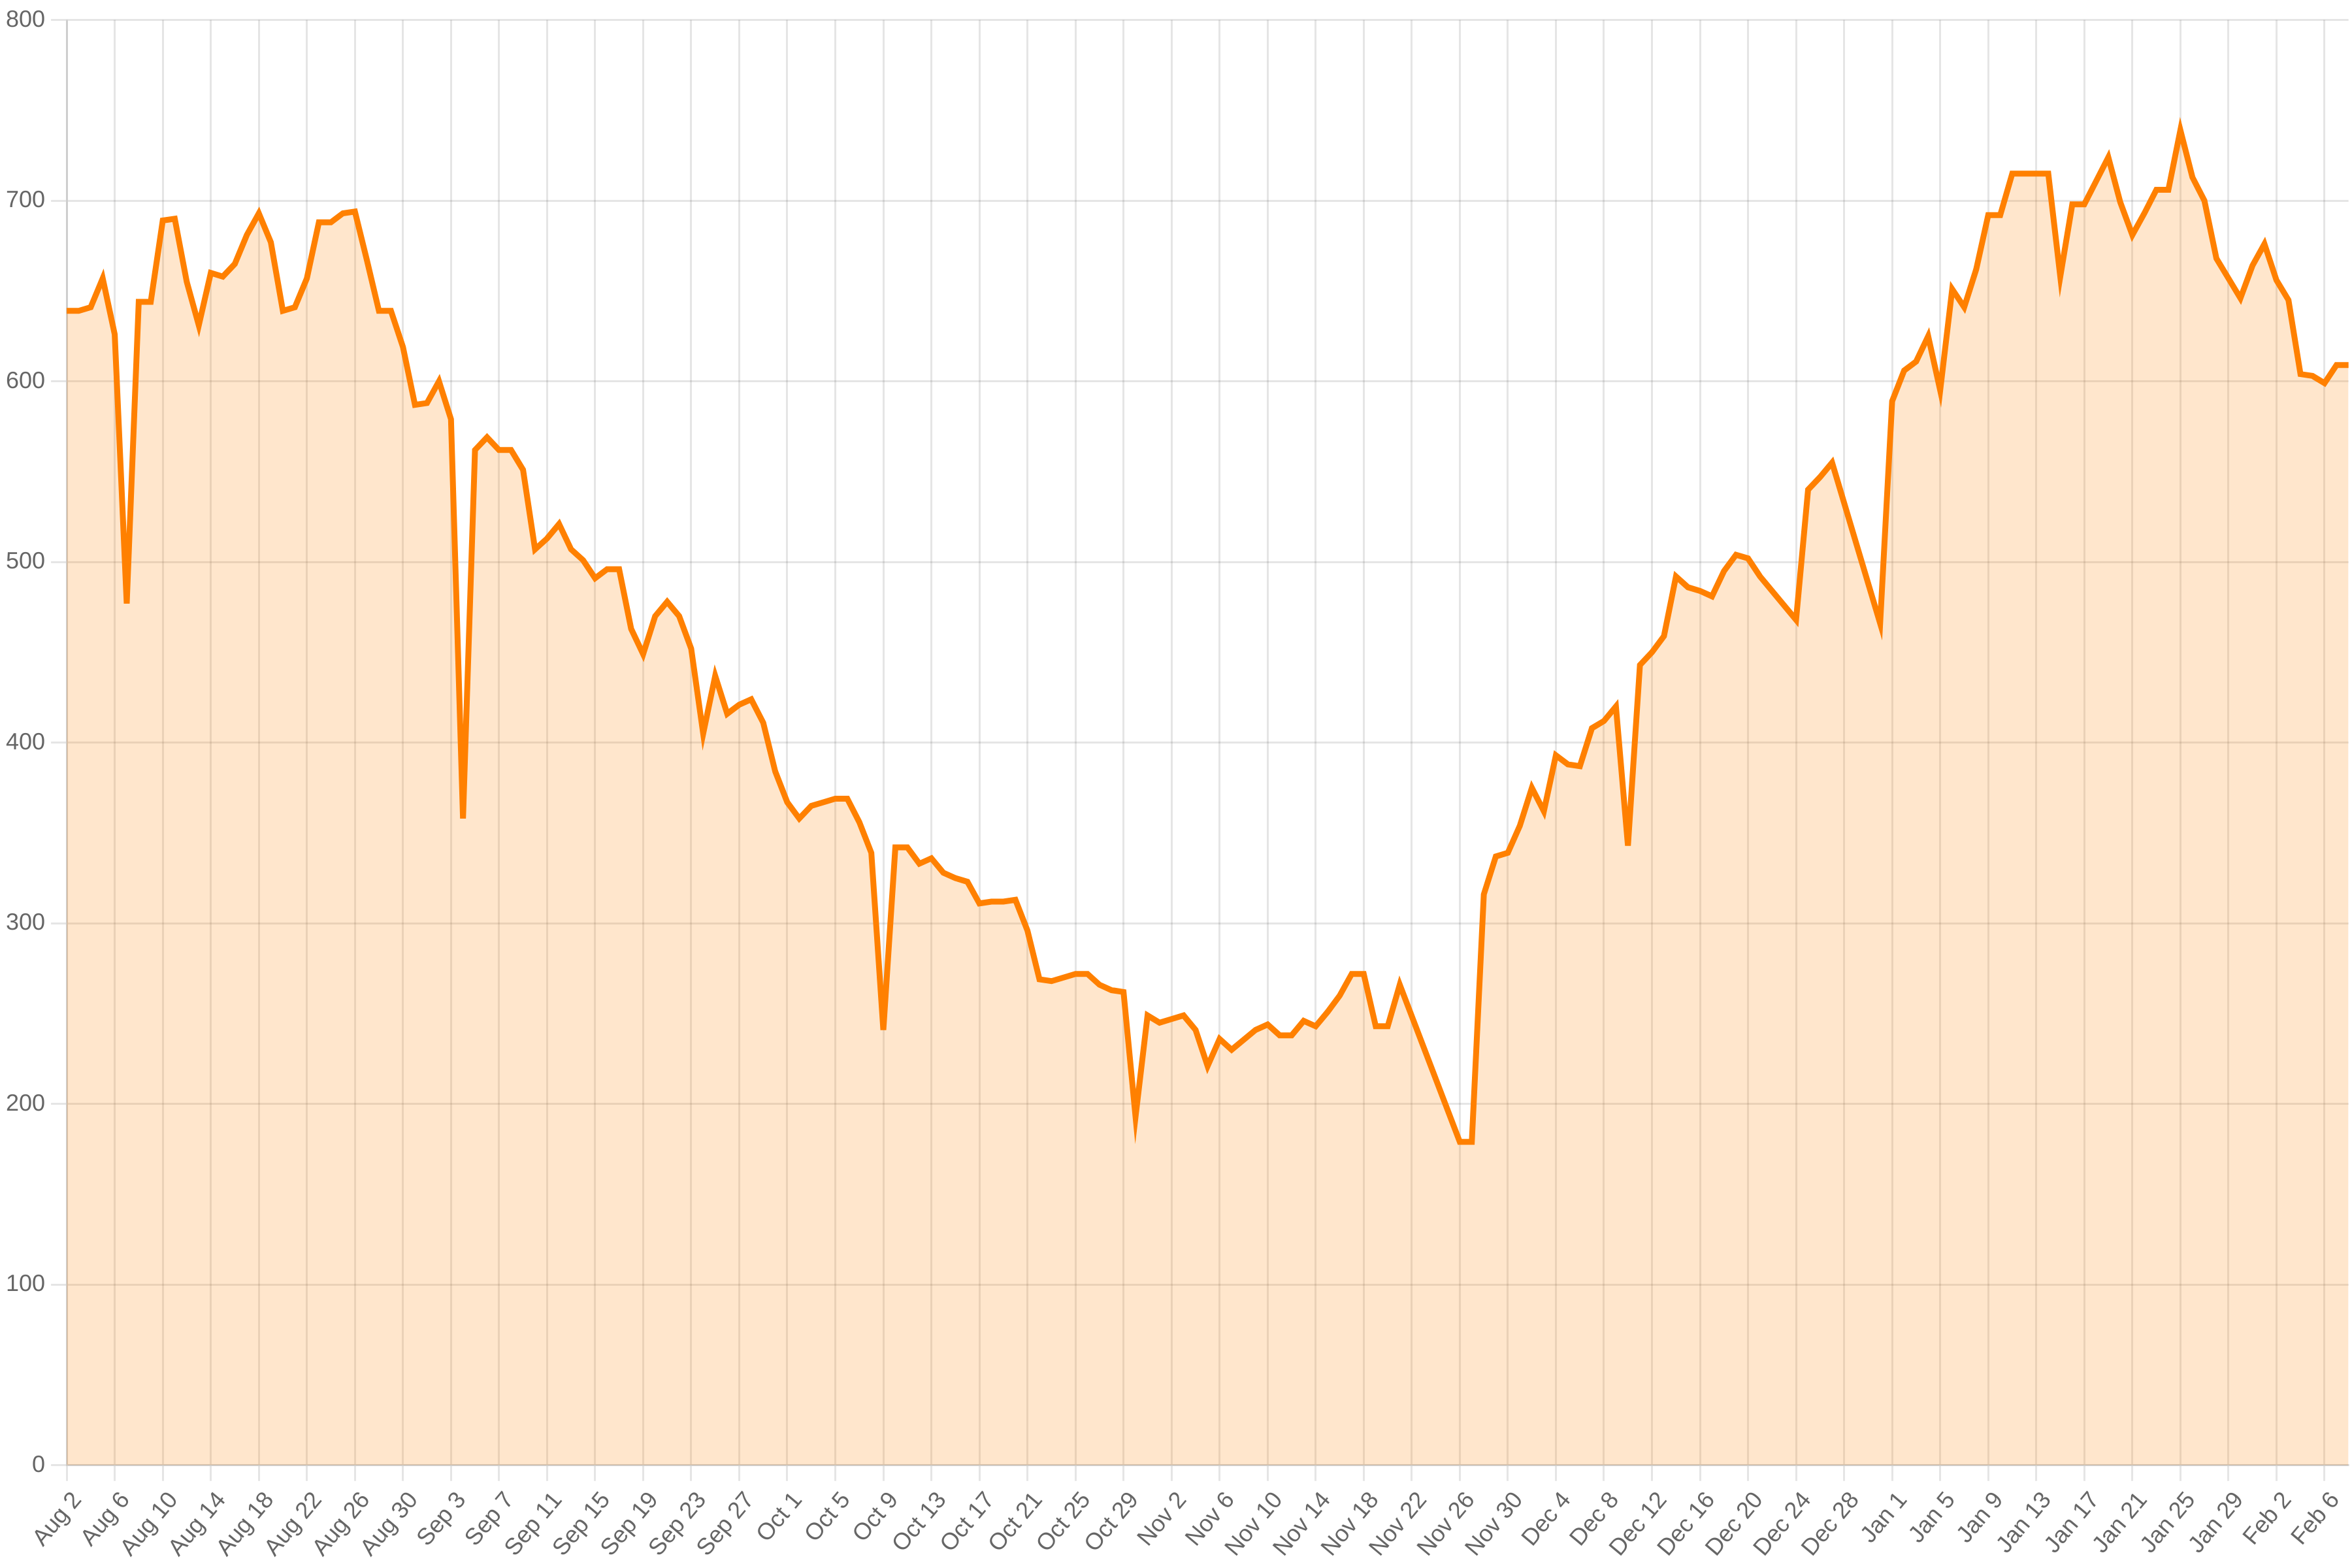 800
700
600
500
400
300
200
100
0
Aug 2
Aug 6
Aug 10
Aug 14
Aug 18
Aug 22
Aug 26
Aug 30
Sep 3
Sep 7
Sep 11
Sep 15
Sep 19
Sep 23
Sep 27
Oct 1
Oct 5
Oct 9
Oct 13
Oct 17
Oct 21
Oct 25
Oct 29
Nov 2
Nov 6
Nov 10
Nov 14
Nov 18
Nov 22
Nov 26
Nov 30
Dec 4
Dec 8
Dec 12
Dec 16
Dec 20
Dec 24
Dec 28
Jan 1
Jan 5
Jan 9
Jan 13
Jan 17
Jan 21
Jan 25
Jan 29
Feb 2
Feb 6